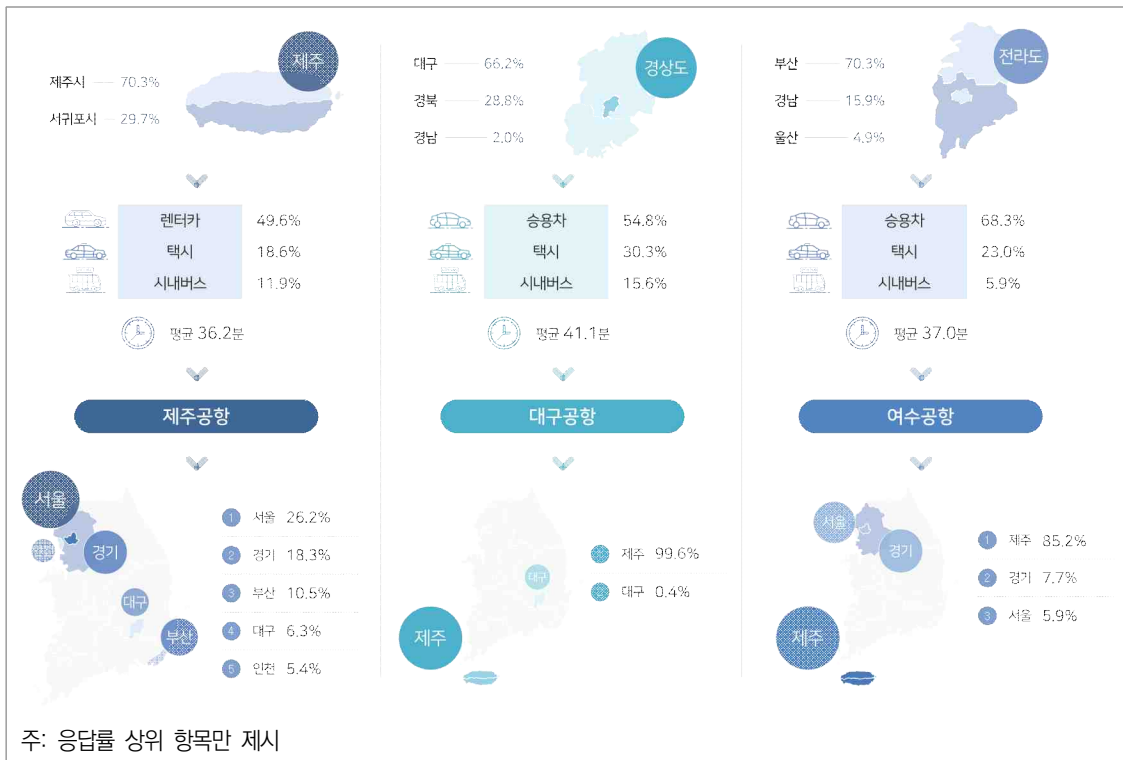 제주
제주시 70.3%
서귀포시 29.7%
렌터카 49.6%
택시 18.6%
시내버스 11.9%
평균 36.2분
제주공항
서울
경기
대구
부산
1 서울 26.2%
2 경기 18.3%
3 부산 10.5%
4 대구 6.3%
5 인천 5.4%
경상도
대구 66.2%
경북 28.8%
경남 2.0%
승용차 54.8%
택시 30.3%
시내버스 15.6%
평균 41.1분
대구공항
대구
제주
제주 99.6%
대구 0.4%
전라도
부산 70.3%
경남 15.9%
울산 4.9%
승용차 68.3%
택시 23.0%
시내버스 5.9%
평균 37.0분
여수공항
서울
경기
제주
1 제주 85.2%
2 경기 7.7%
3 서울 5.9%
주: 응답률 상위 항목만 제시